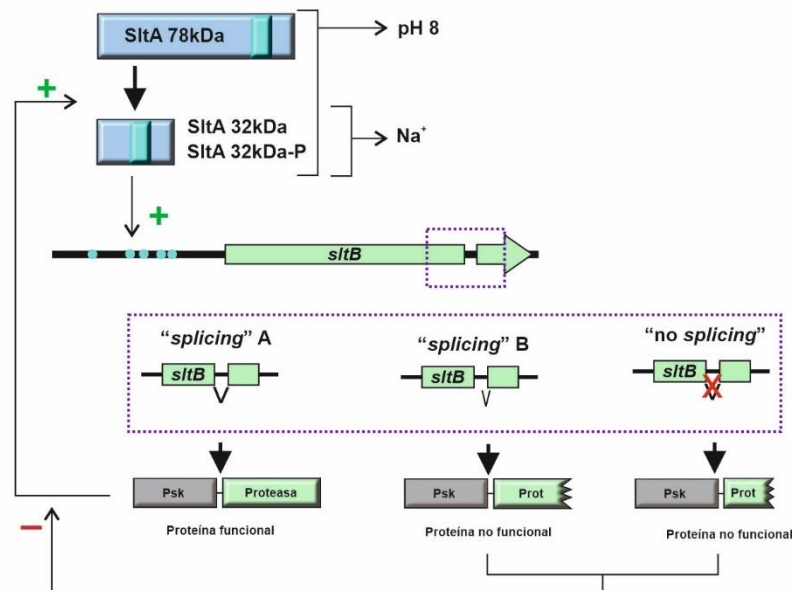 SltA 78kDa
pH 8
+
SltA 32kDa
SltA 32kDa-P
Na⁺
+
sltB
“splicing” A
“splicing” B
“no splicing”
sltB
sltB
sltB
X
Psk
Proteasa
Psk
Prot
Psk
Prot
Proteína funcional
Proteína no funcional
Proteína no funcional
−